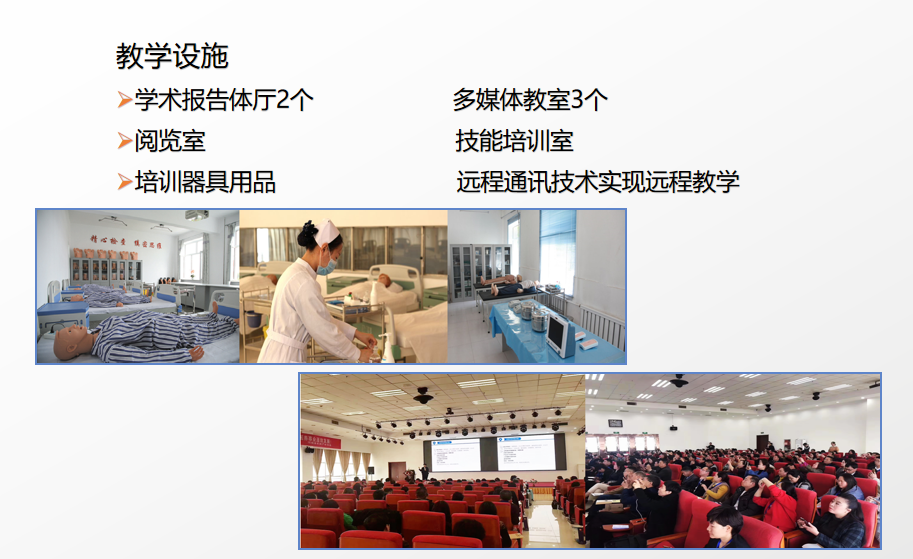 教学设施
学术报告体厅2个 多媒体教室3个
阅览室 技能培训室
培训器具用品 远程通讯技术实现远程教学